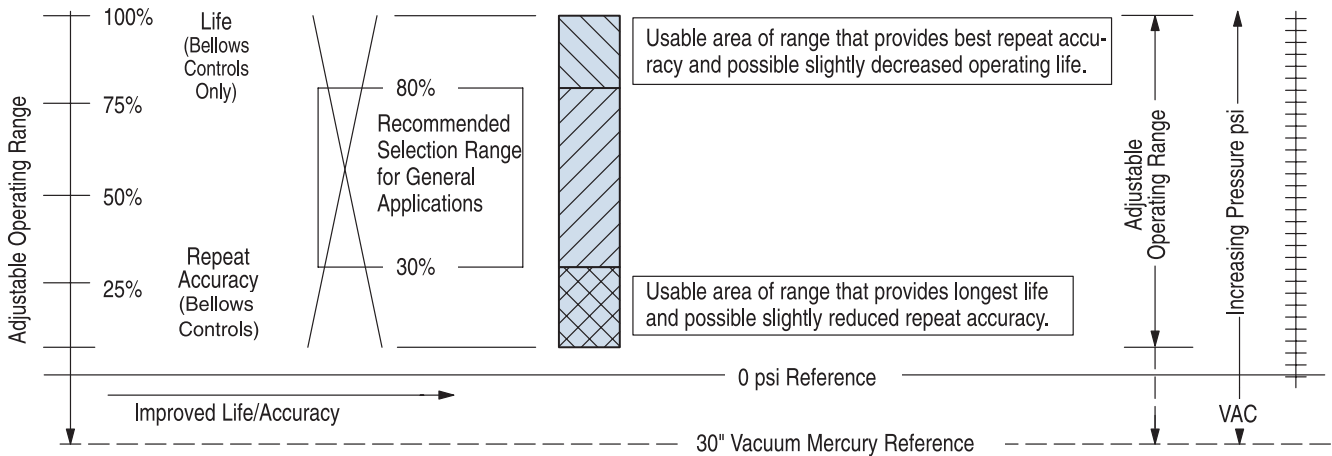 Adjustable Operating Range
100%
75%
50%
25%
Life
(Bellows
Controls
Only)
Repeat
Accuracy
(Bellows
Controls)
80%
Recommended
Selection Range
for General
Applications
30%
Usable area of range that provides best repeat accu-
racy and possible slightly decreased operating life.
Usable area of range that provides longest life
and possible slightly reduced repeat accuracy.
Adjustable
Operating Range
Increasing Pressure psi
0 psi Reference
Improved Life/Accuracy
VAC
30" Vacuum Mercury Reference